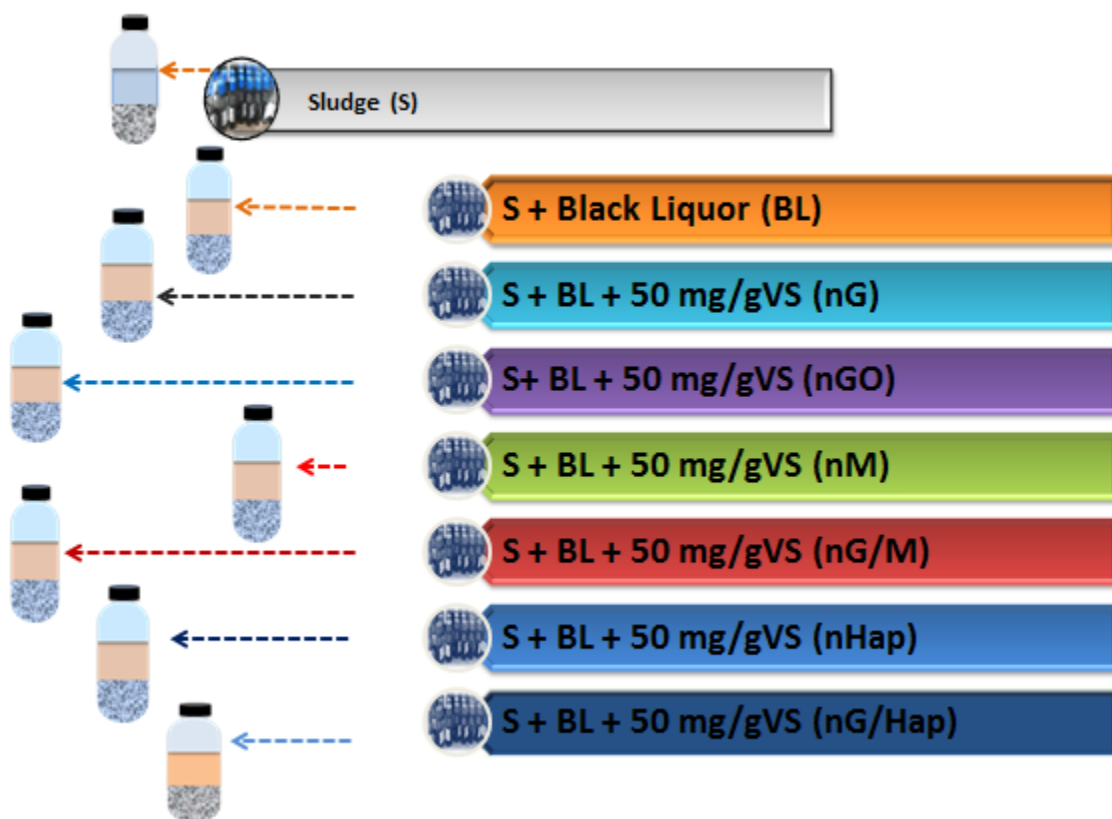 Sludge (S)
S + Black Liquor (BL)
S + BL + 50 mg/gVS (nG)
S+ BL + 50 mg/gVS (nGO)
S + BL + 50 mg/gVS (nM)
S + BL + 50 mg/gVS (nG/M)
S + BL + 50 mg/gVS (nHap)
S + BL + 50 mg/gVS (nG/Hap)